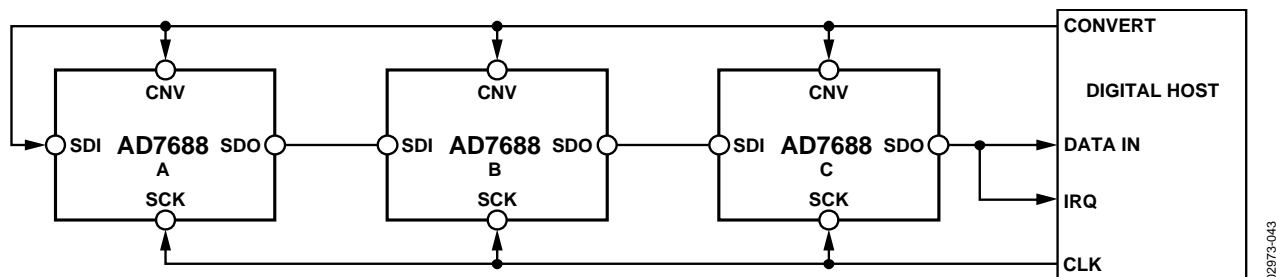 CONVERT
CNV CNV CNV
DIGITAL HOST
SDI AD7688 SDO SDI AD7688 SDO SDI AD7688 SDO DATA IN
A B C
SCK SCK SCK
IRQ
CLK
02973-043